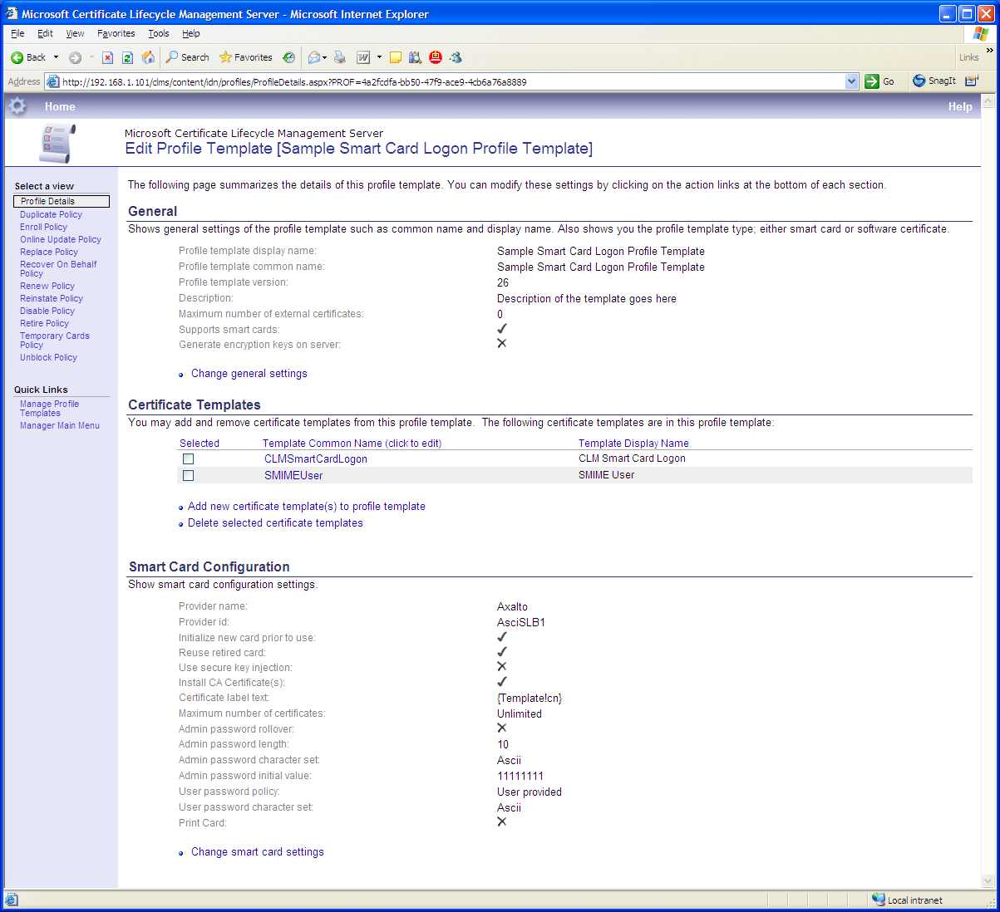 Microsoft Certificate Lifecycle Management Server - Microsoft Internet Explorer
File Edit View Favorites Tools Help
Back Search Favorites Links
Address http://192.168.1.101/clms/content/idn/profiles/ProfileDetails.aspx?PROF=4a2fcdfa-bb50-47f9-ace9-4cb6a76a8889 Go SnagIt
Home Help
Microsoft Certificate Lifecycle Management Server
Edit Profile Template [Sample Smart Card Logon Profile Template]
Select a view
Profile Details
Duplicate Policy
Enroll Policy
Online Update Policy
Replace Policy
Recover On Behalf
Policy
Renew Policy
Reinstate Policy
Disable Policy
Retire Policy
Temporary Cards
Policy
Unblock Policy
Quick Links
Manage Profile
Templates
Manager Main Menu
The following page summarizes the details of this profile template. You can modify these settings by clicking on the action links at the bottom of each section.
General
Shows general settings of the profile template such as common name and display name. Also shows you the profile template type; either smart card or software certificate.
Profile template display name: Sample Smart Card Logon Profile Template
Profile template common name: Sample Smart Card Logon Profile Template
Profile template version: 26
Description: Description of the template goes here
Maximum number of external certificates: 0
Supports smart cards:
Generate encryption keys on server:
Change general settings
Certificate Templates
You may add and remove certificate templates from this profile template. The following certificate templates are in this profile template:
Selected Template Common Name (click to edit) Template Display Name
CLMSmartCardLogon CLM Smart Card Logon
SMIMEUser SMIME User
Add new certificate template(s) to profile template
Delete selected certificate templates
Smart Card Configuration
Show smart card configuration settings.
Provider name: Axalto
Provider id: AsciSLB1
Initialize new card prior to use:
Reuse retired card:
Use secure key injection:
Install CA Certificate(s):
Certificate label text: {Template!cn}
Maximum number of certificates: Unlimited
Admin password rollover:
Admin password length: 10
Admin password character set: Ascii
Admin password initial value: 11111111
User password policy: User provided
User password character set: Ascii
Print Card:
Change smart card settings
Local intranet